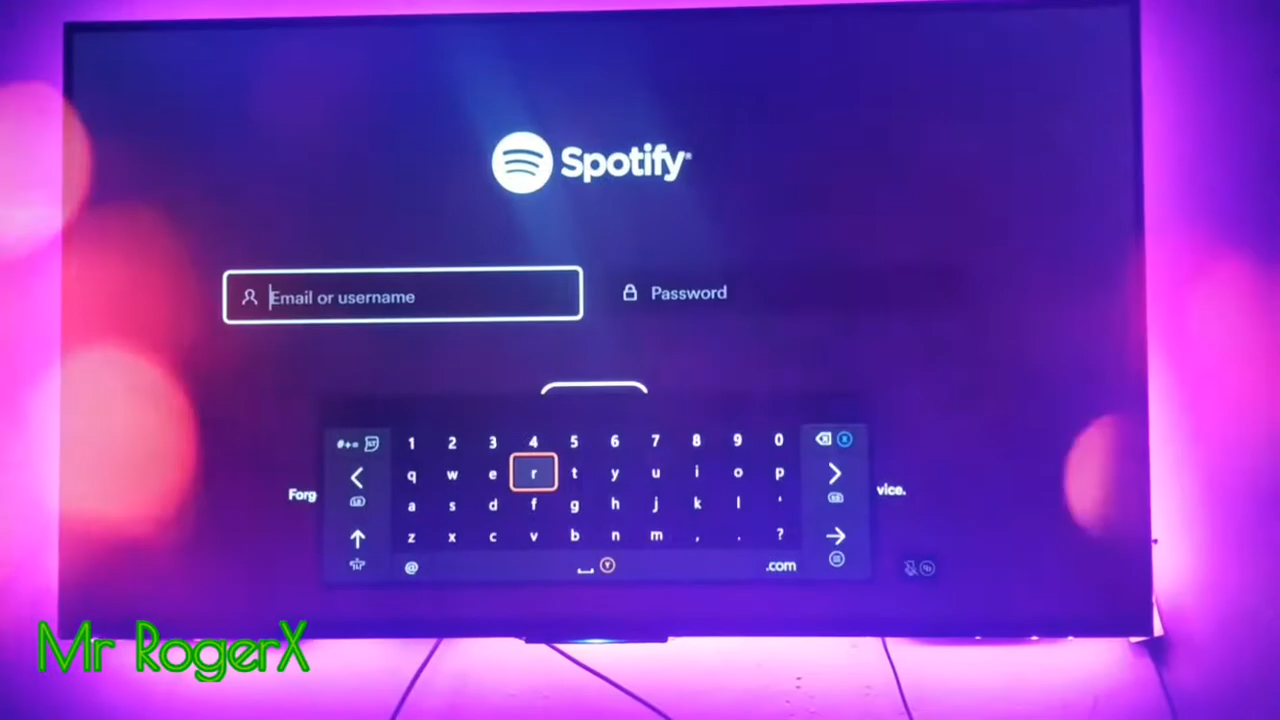 Spotify
Email or username
Password
#+=
1 2 3 4 5 6 7 8 9 0
q w e r t y u i o p
Forg
vice.
a s d f g h j k l '
z x c v b n m , . ?
@ .com
Mr RogerX